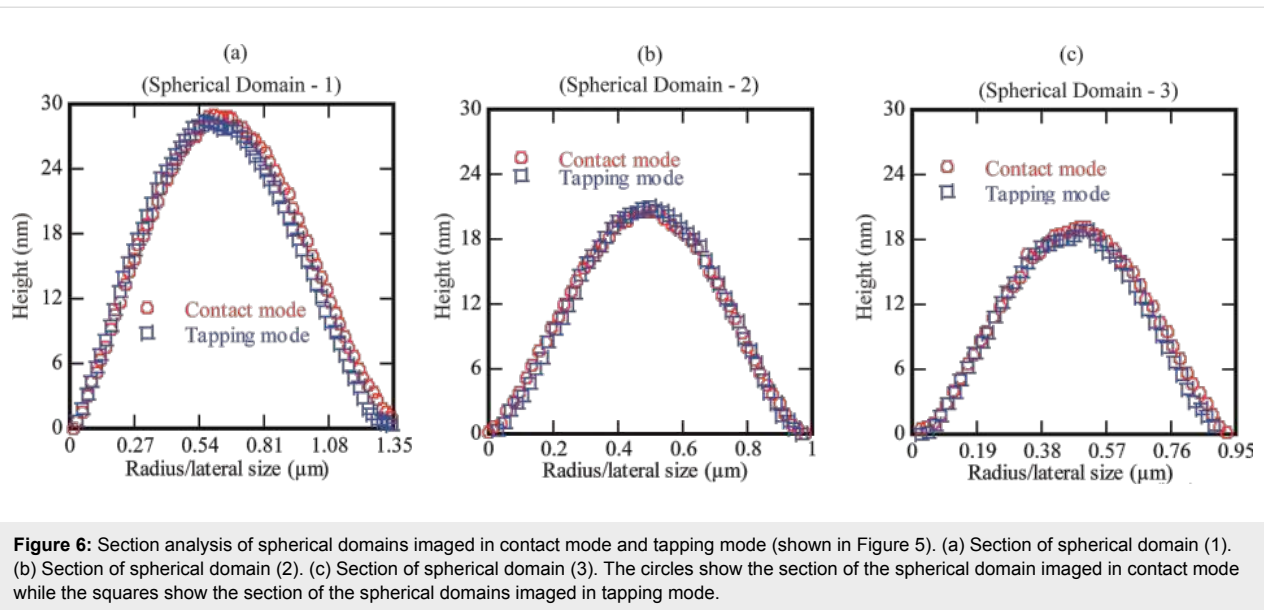 (a)
(Spherical Domain - 1)
30
24
18
12
6
0
Height (nm)
Contact mode
Tapping mode
0 0.27 0.54 0.81 1.08 1.35
Radius/lateral size (µm)
(b)
(Spherical Domain - 2)
30
24
18
12
6
0
Height (nm)
Contact mode
Tapping mode
0 0.2 0.4 0.6 0.8 1
Radius/lateral size (µm)
(c)
(Spherical Domain - 3)
30
24
18
12
6
0
Height (nm)
Contact mode
Tapping mode
0 0.19 0.38 0.57 0.76 0.95
Radius/lateral size (µm)
Figure 6: Section analysis of spherical domains imaged in contact mode and tapping mode (shown in Figure 5). (a) Section of spherical domain (1).
(b) Section of spherical domain (2). (c) Section of spherical domain (3). The circles show the section of the spherical domain imaged in contact mode
while the squares show the section of the spherical domains imaged in tapping mode.